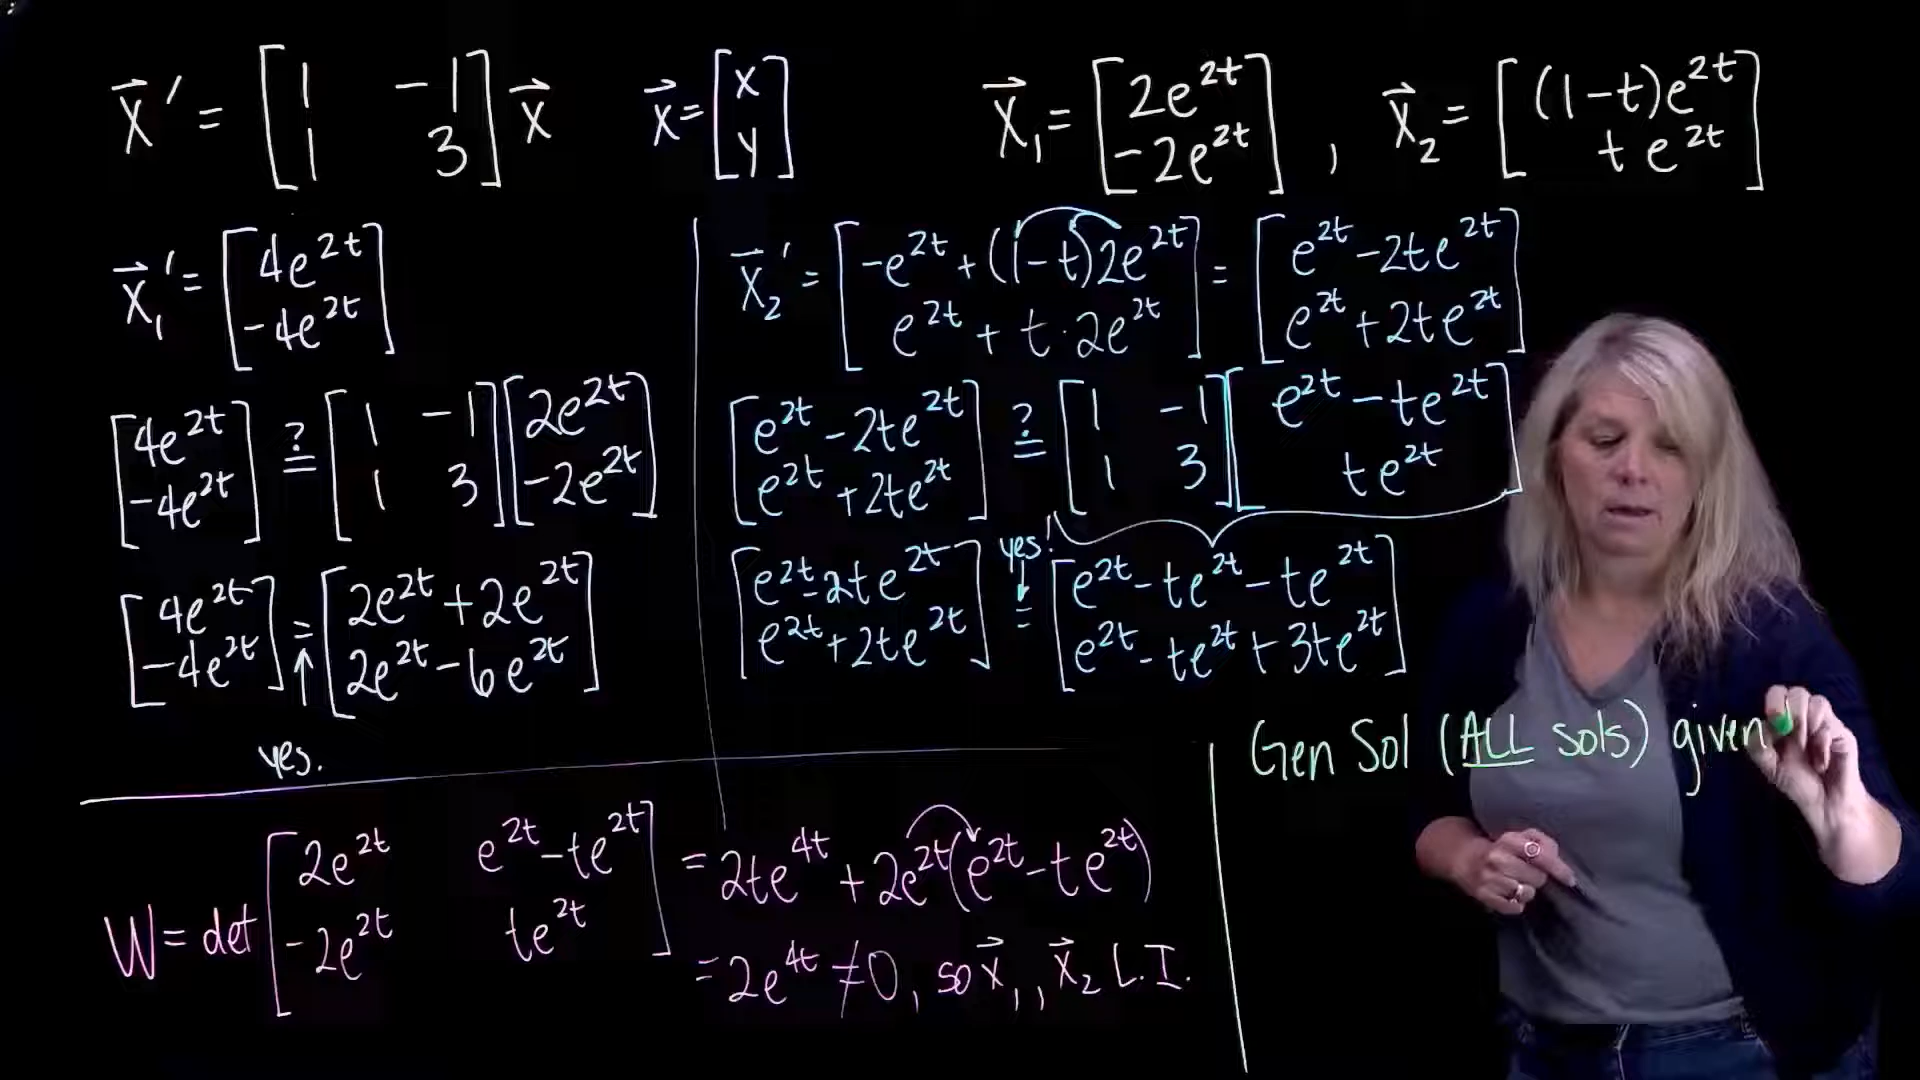 x⃗' = [1 -1; 1 3] x⃗   x⃗ = [x; y]   x⃗₁ = [2e^{2t}; -2e^{2t}] , x⃗₂ = [(1-t)e^{2t}; te^{2t}]
x⃗₁' = [4e^{2t}; -4e^{2t}]
[4e^{2t}; -4e^{2t}] ≟ [1 -1; 1 3][2e^{2t}; -2e^{2t}]
[4e^{2t}; -4e^{2t}] = [2e^{2t}+2e^{2t}; 2e^{2t}-6e^{2t}]
↑
yes.
x⃗₂' = [-e^{2t}+(1-t)2e^{2t}; e^{2t}+t·2e^{2t}] = [e^{2t}-2te^{2t}; e^{2t}+2te^{2t}]
[e^{2t}-2te^{2t}; e^{2t}+2te^{2t}] ≟ [1 -1; 1 3][e^{2t}-te^{2t}; te^{2t}]
yes!
↓
[e^{2t}-2te^{2t}; e^{2t}+2te^{2t}] = [e^{2t}-te^{2t}-te^{2t}; e^{2t}-te^{2t}+3te^{2t}]
W = det [2e^{2t} e^{2t}-te^{2t}; -2e^{2t} te^{2t}] = 2te^{4t}+2e^{2t}(e^{2t}-te^{2t})
= 2e^{4t} ≠ 0, so x⃗₁, x⃗₂ L.I.
Gen Sol (ALL sols) given